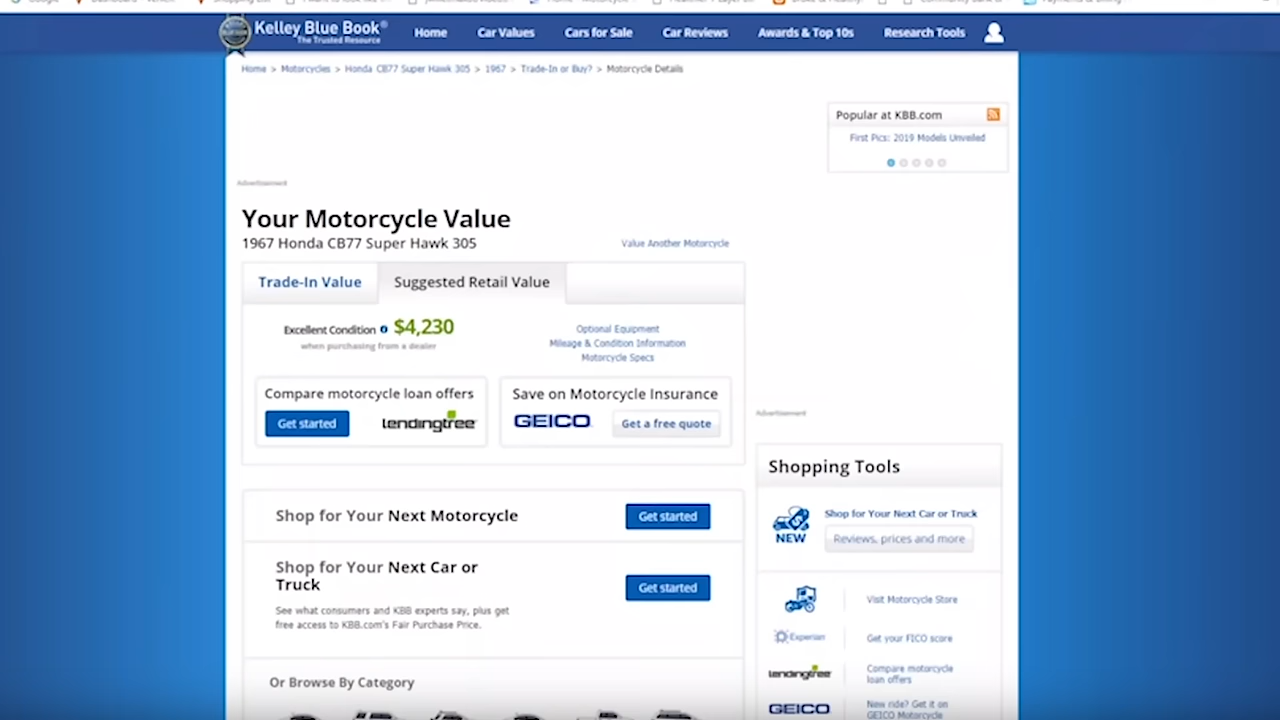 Kelley Blue Book®
The Trusted Resource
Home
Car Values
Cars for Sale
Car Reviews
Awards & Top 10s
Research Tools
Home > Motorcycles > Honda CB77 Super Hawk 305 > 1967 > Trade-In or Buy? > Motorcycle Details
Popular at KBB.com
First Pics: 2019 Models Unveiled
Advertisement
Your Motorcycle Value
1967 Honda CB77 Super Hawk 305
Value Another Motorcycle
Trade-In Value
Suggested Retail Value
Excellent Condition $4,230
when purchasing from a dealer
Optional Equipment
Mileage & Condition Information
Motorcycle Specs
Compare motorcycle loan offers
Get started
lendingtree
Save on Motorcycle Insurance
GEICO
Get a free quote
Advertisement
Shopping Tools
NEW
Shop for Your Next Car or Truck
Reviews, prices and more
Visit Motorcycle Store
Experian
Get your FICO score
lendingtree
Compare motorcycle
loan offers
GEICO
New ride? Get it on
GEICO Motorcycle
Shop for Your Next Motorcycle
Get started
Shop for Your Next Car or
Truck
Get started
See what consumers and KBB experts say, plus get
free access to KBB.com's Fair Purchase Price.
Or Browse By Category